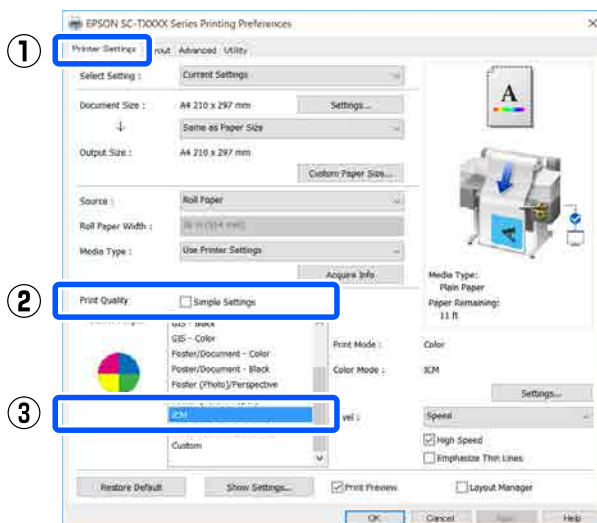 EPSON SC-TXXXX Series Printing Preferences
1
Printer Settings
Advanced Utility
Select Setting : Current Settings
Document Size : A4 210 x 297 mm Settings...
Same as Paper Size
Output Size : A4 210 x 297 mm
Custom Paper Size...
A
Source : Roll Paper
Roll Paper Width :
Media Type : Use Printer Settings
Acquire Info
Media Type:
Plain Paper
Paper Remaining:
11 ft
2
Print Quality Simple Settings
GIS - Color
Poster/Document - Color
Poster/Document - Black
Poster (Photo)/Perspective
3
ICM
Custom
Print Mode : Color
Color Mode : ICM
Settings...
Speed
High Speed
Emphasize Thin Lines
Restore Default Show Settings... Print Preview Layout Manager
OK Cancel Help